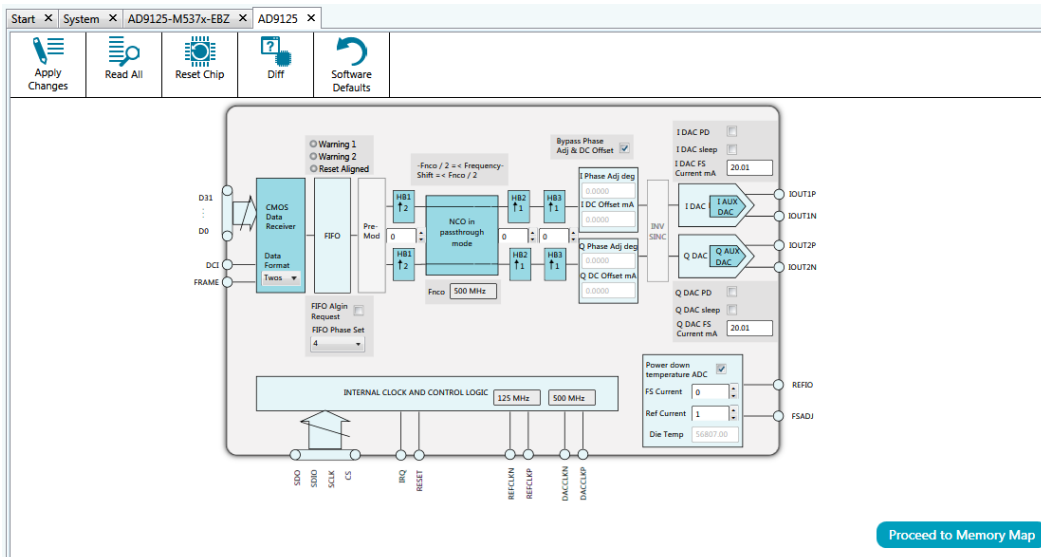 Start × System × AD9125-M537x-EBZ × AD9125 ×
Apply
Changes
Read All
Reset Chip
Diff
Software
Defaults
Warning 1
Warning 2
Reset Aligned
-Fnco / 2 =< Frequency-
Shift =< Fnco / 2
Bypass Phase
Adj & DC Offset
I DAC PD
I DAC sleep
I DAC FS
Current mA
20.01
D31
D0
DCI
FRAME
CMOS
Data
Receiver
Data
Format
Twos
FIFO
Pre-
Mod
HB1
2
0
HB1
2
NCO in
passthrough
mode
Fnco
500 MHz
HB2
1
HB3
1
0
0
HB2
1
HB3
1
I Phase Adj deg
0.0000
I DC Offset mA
0.0000
Q Phase Adj deg
0.0000
Q DC Offset mA
0.0000
INV
SINC
I DAC
I AUX
DAC
Q DAC
Q AUX
DAC
IOUT1P
IOUT1N
IOUT2P
IOUT2N
FIFO Algin
Request
FIFO Phase Set
4
Q DAC PD
Q DAC sleep
Q DAC FS
Current mA
20.01
INTERNAL CLOCK AND CONTROL LOGIC
125 MHz
500 MHz
Power down
temperature ADC
FS Current
0
Ref Current
1
Die Temp
56807.00
REFIO
FSADJ
SDO
SDIO
SCLK
CS
IRQ
RESET
REFCLKN
REFCLKP
DACCLKN
DACCLKP
Proceed to Memory Map